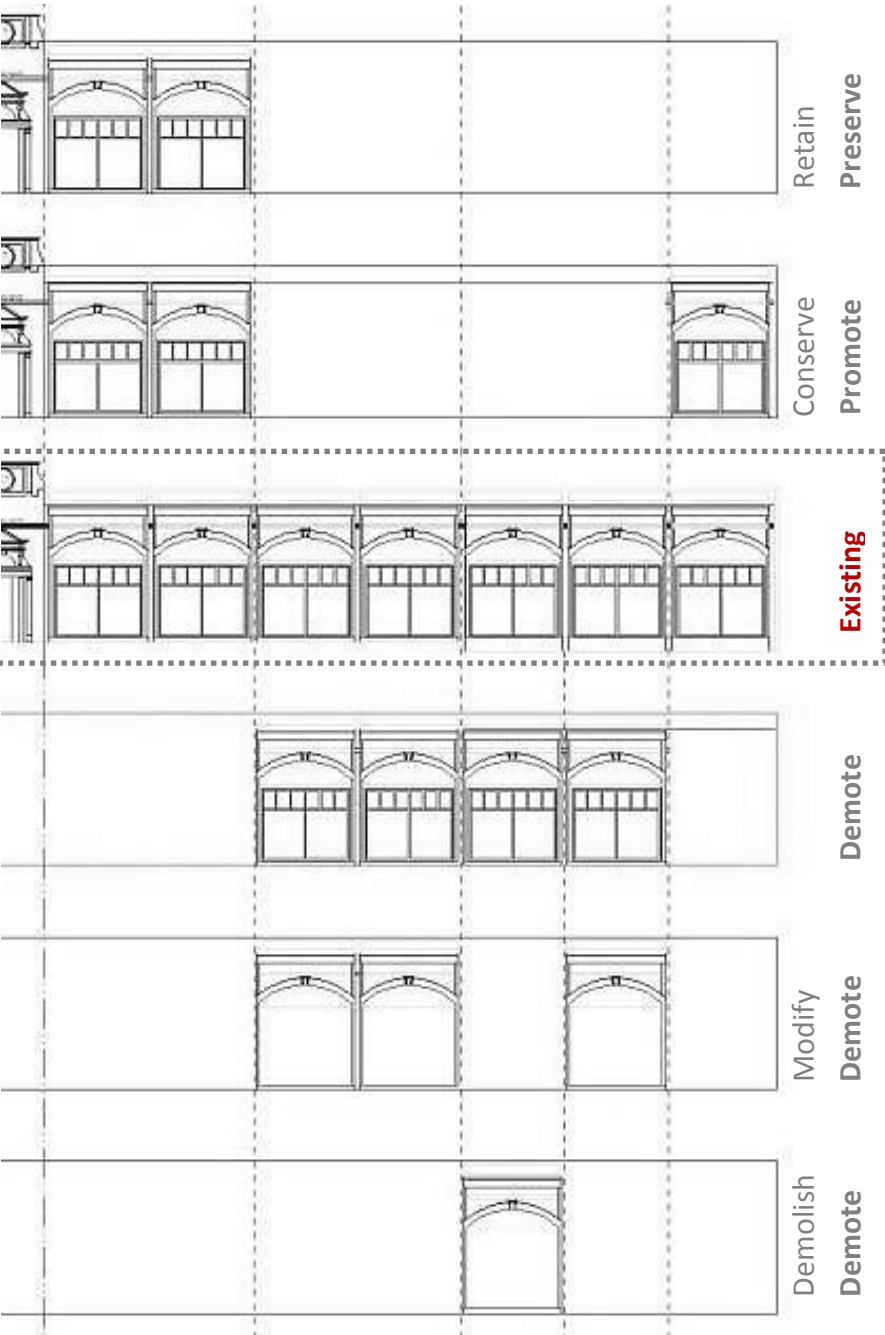 Retain
Preserve
Conserve
Promote
Existing
Demote
Modify
Demote
Demolish
Demote